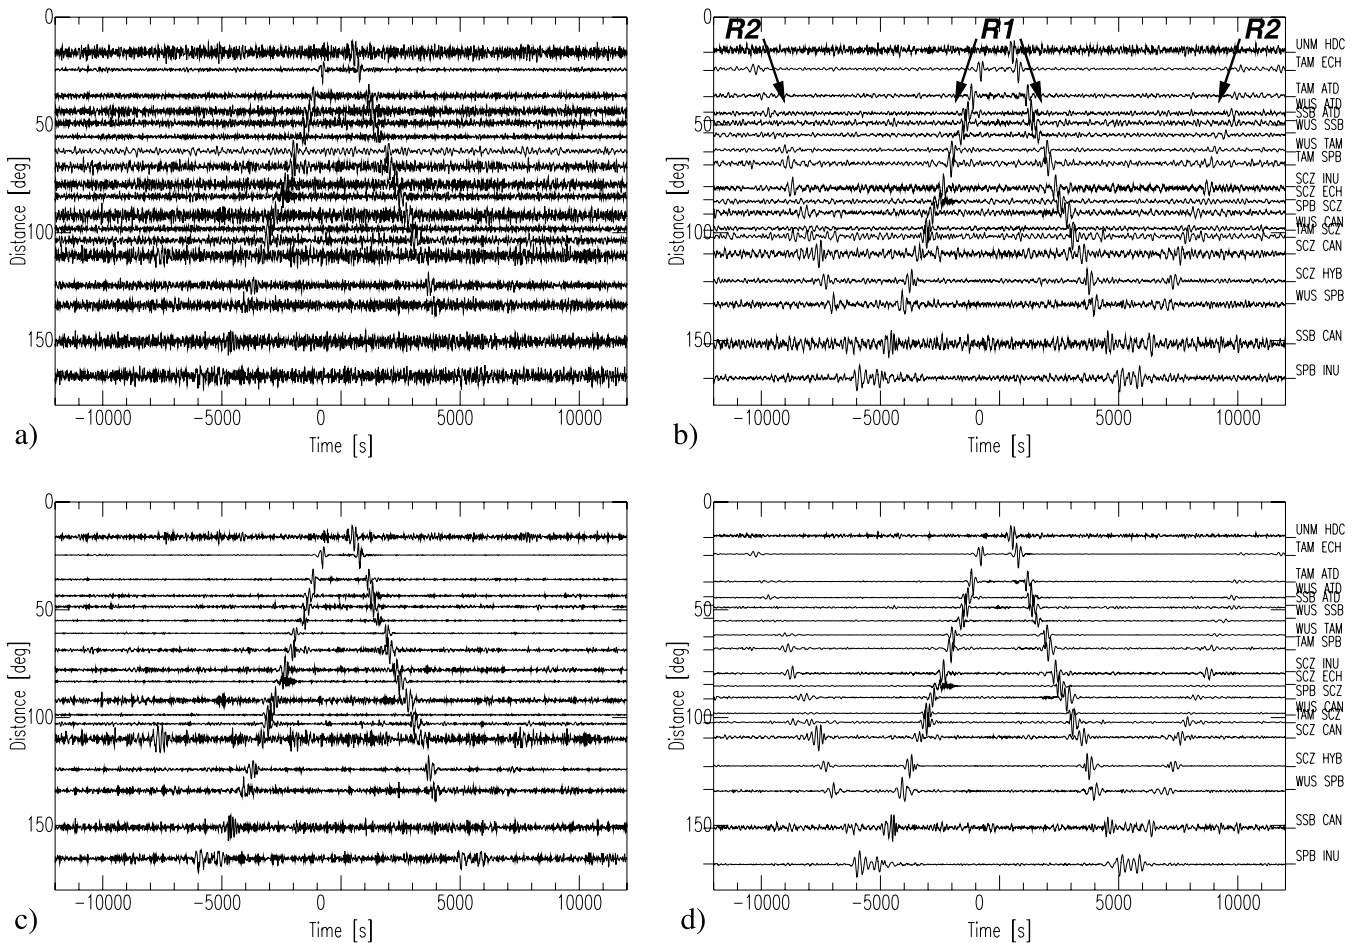 0
50
100
150
Distance [deg]
-10000 -5000 0 5000 10000
Time [s]
a)
R2 R1 R2
0
50
100
150
Distance [deg]
UNM HDC
TAM ECH
TAM ATD
WUS ATD
SSB ATD
WUS SSB
WUS TAM
TAM SPB
SCZ INU
SCZ ECH
SPB SCZ
WUS CAN
TAM SCZ
SCZ CAN
SCZ HYB
WUS SPB
SSB CAN
SPB INU
-10000 -5000 0 5000 10000
Time [s]
b)
0
50
100
150
Distance [deg]
-10000 -5000 0 5000 10000
Time [s]
c)
0
50
100
150
Distance [deg]
UNM HDC
TAM ECH
TAM ATD
WUS ATD
SSB ATD
WUS SSB
WUS TAM
TAM SPB
SCZ INU
SCZ ECH
SPB SCZ
WUS CAN
TAM SCZ
SCZ CAN
SCZ HYB
WUS SPB
SSB CAN
SPB INU
-10000 -5000 0 5000 10000
Time [s]
d)